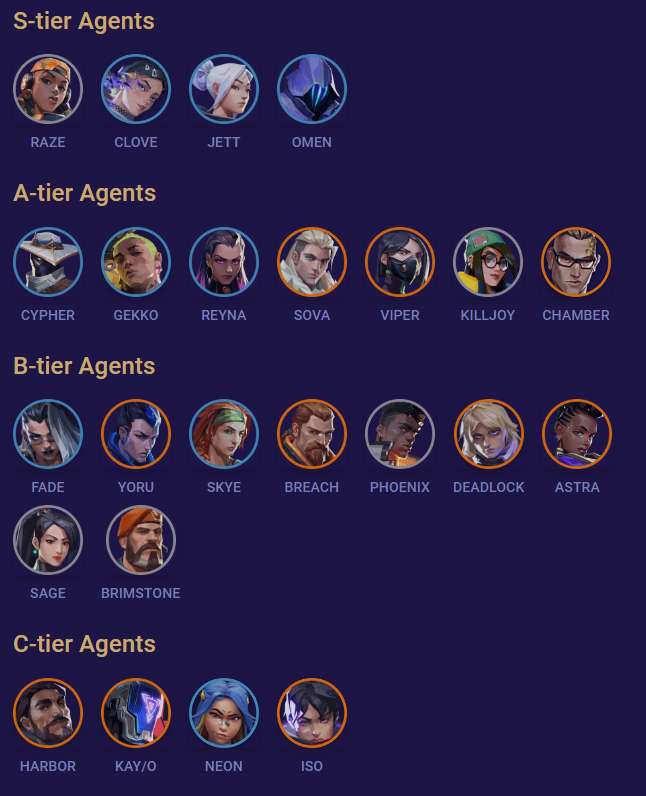 S-tier Agents
RAZE CLOVE JETT OMEN
A-tier Agents
CYPHER GEKKO REYNA SOVA VIPER KILLJOY CHAMBER
B-tier Agents
FADE YORU SKYE BREACH PHOENIX DEADLOCK ASTRA
SAGE BRIMSTONE
C-tier Agents
HARBOR KAY/O NEON ISO